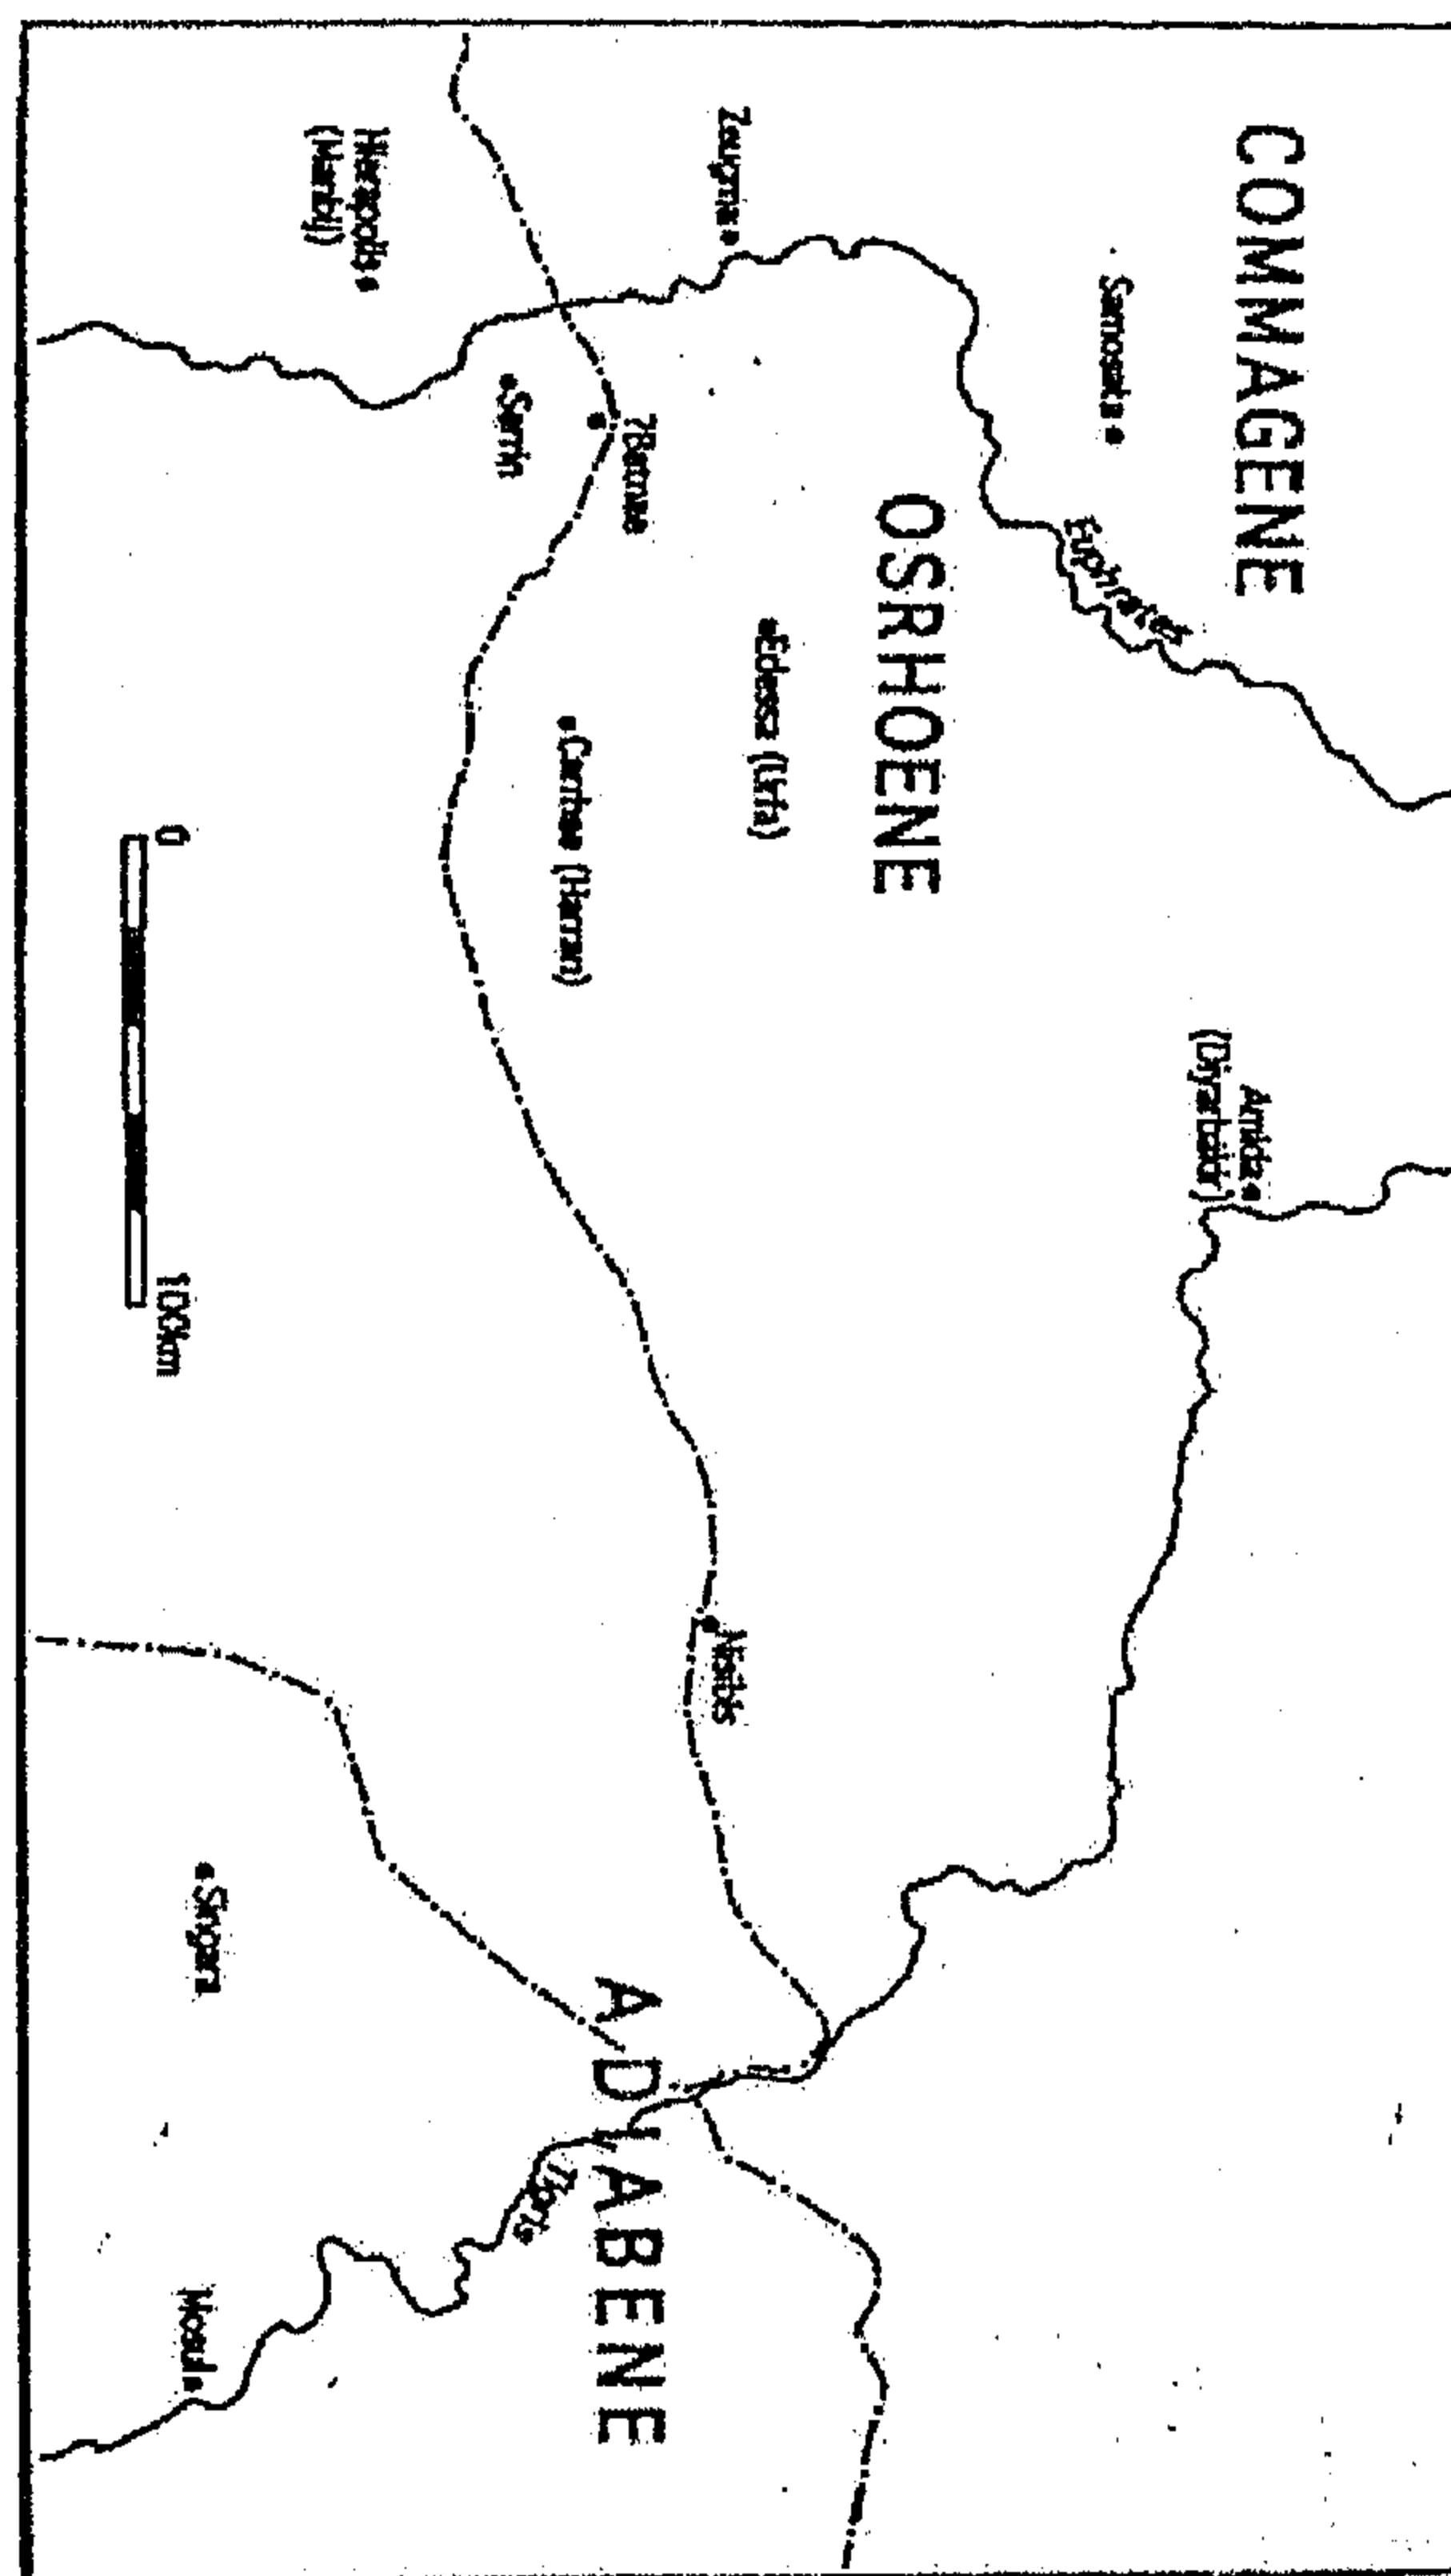 COMMAGENE
Samosata
Euphrates
Zeugma
OSRHOENE
Edessa (Urfa)
Hierapolis
(Manbij)
Serrin
?Batnae
Carrhae (Harran)
Amida
(Diyarbakir)
Nisibis
Singara
ADIABENE
Tigris
Mosul
0
100km